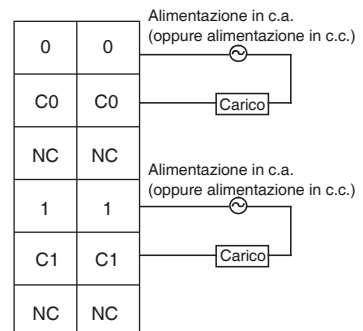 Alimentazione in c.a.
(oppure alimentazione in c.c.)
0 0
C0 C0
Carico
NC NC
Alimentazione in c.a.
(oppure alimentazione in c.c.)
1 1
C1 C1
Carico
NC NC